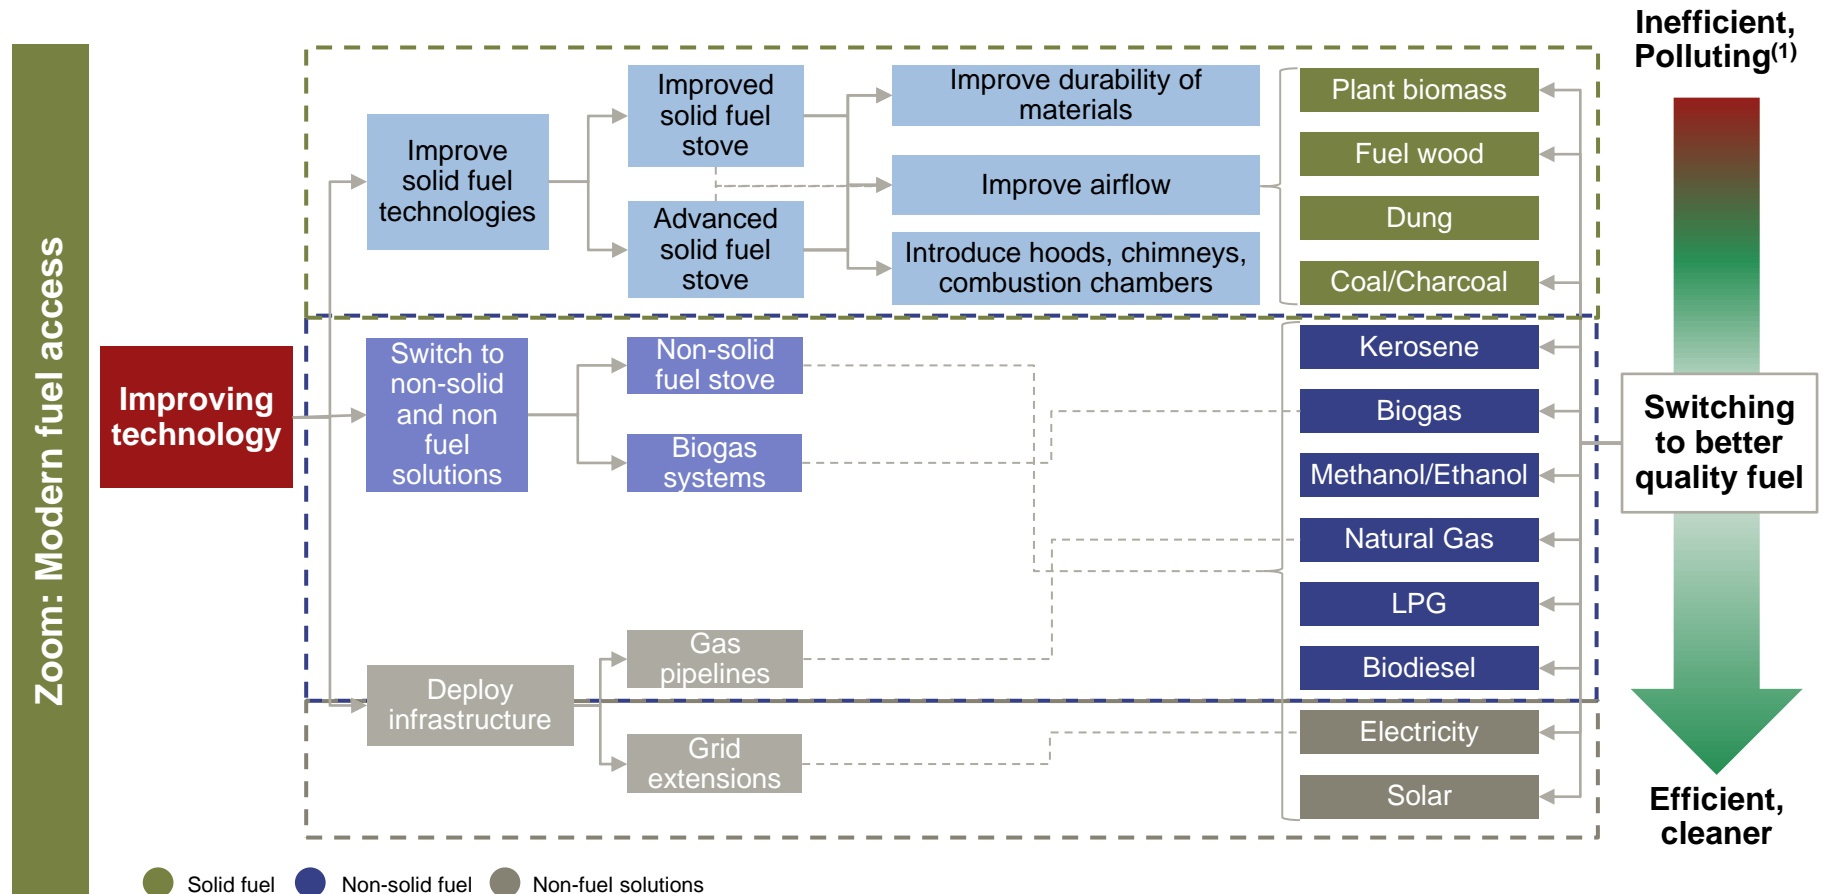 Zoom: Modern fuel access
Improving
technology
Improve
solid fuel
technologies
Switch to
non-solid
and non
fuel
solutions
Deploy
infrastructure
Improved
solid fuel
stove
Advanced
solid fuel
stove
Non-solid
fuel stove
Biogas
systems
Gas
pipelines
Grid
extensions
Improve durability of
materials
Improve airflow
Introduce hoods, chimneys,
combustion chambers
Plant biomass
Fuel wood
Dung
Coal/Charcoal
Kerosene
Biogas
Methanol/Ethanol
Natural Gas
LPG
Biodiesel
Electricity
Solar
Inefficient,
Polluting(1)
Switching
to better
quality fuel
Efficient,
cleaner
Solid fuel
Non-solid fuel
Non-fuel solutions